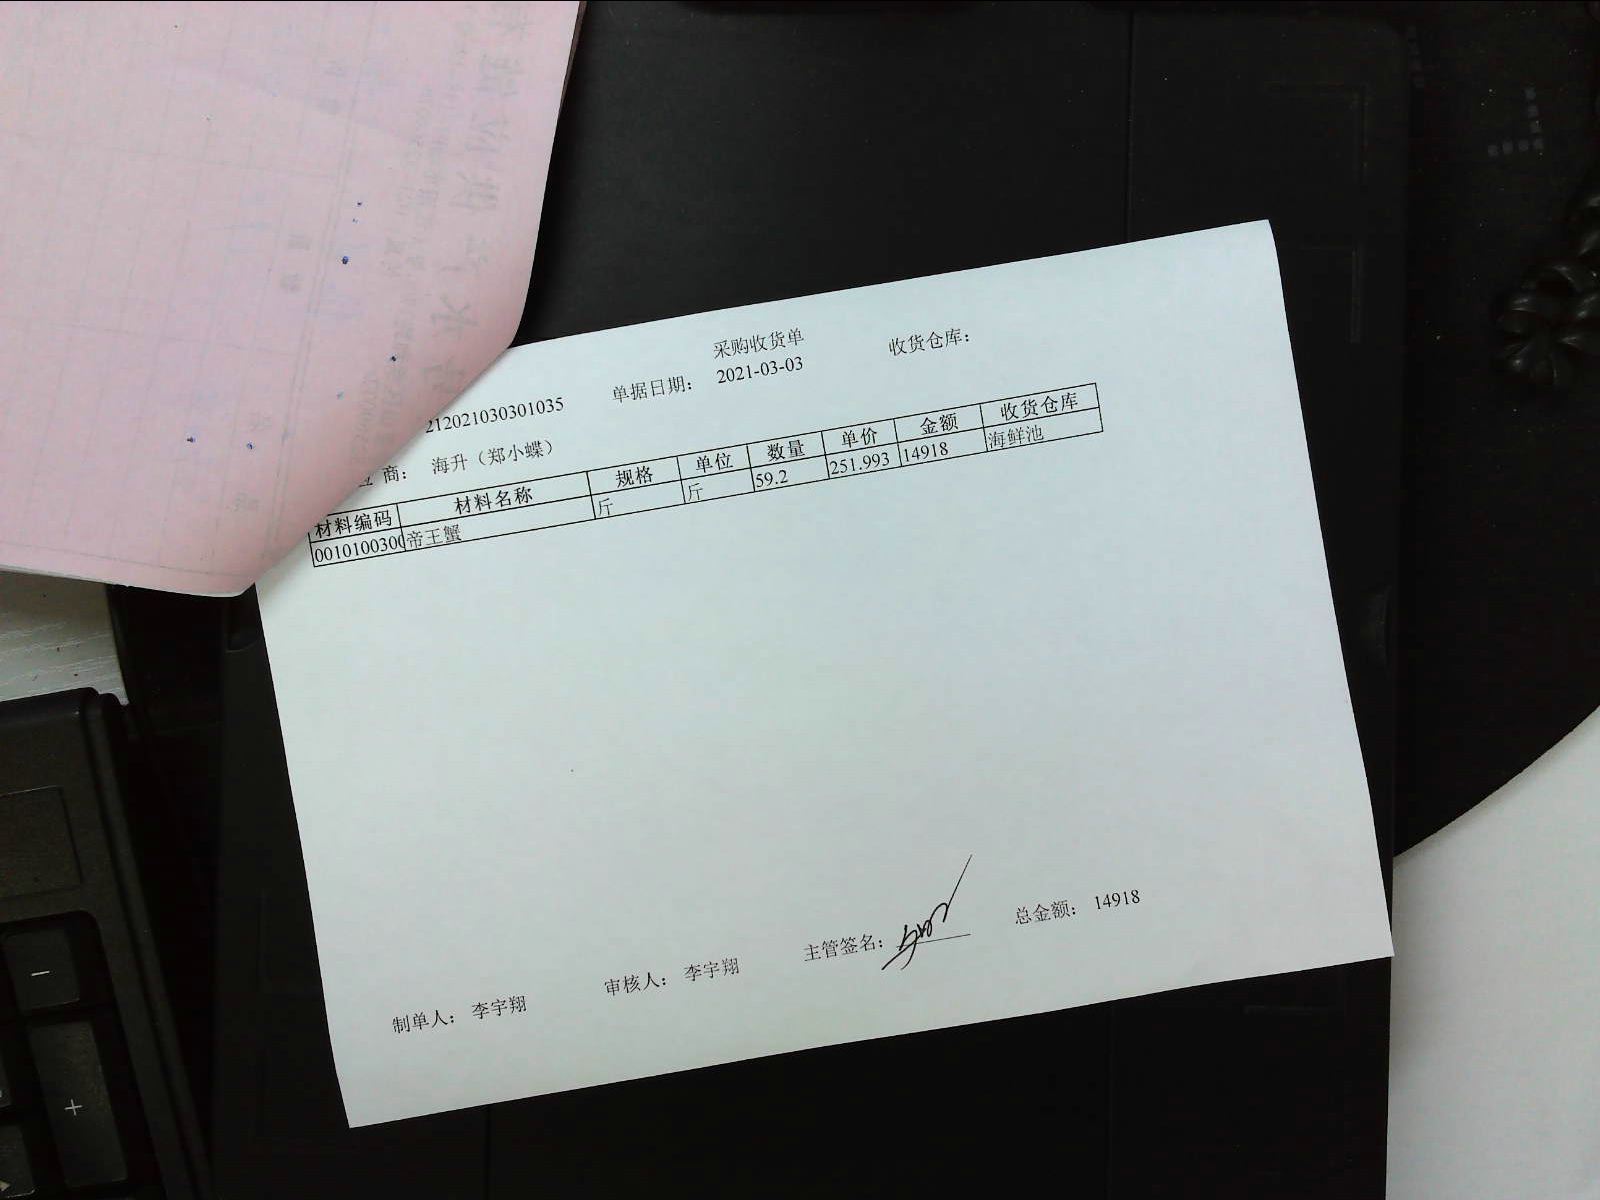 采购收货单
212021030301035 单据日期： 2021-03-03 收货仓库：
商： 海升（郑小蝶）
材料编码 材料名称 规格 单位 数量 单价 金额 收货仓库
0010100300 帝王蟹 斤 斤 59.2 251.993 14918 海鲜池
制单人： 李宇翔 审核人： 李宇翔 主管签名： 总金额： 14918